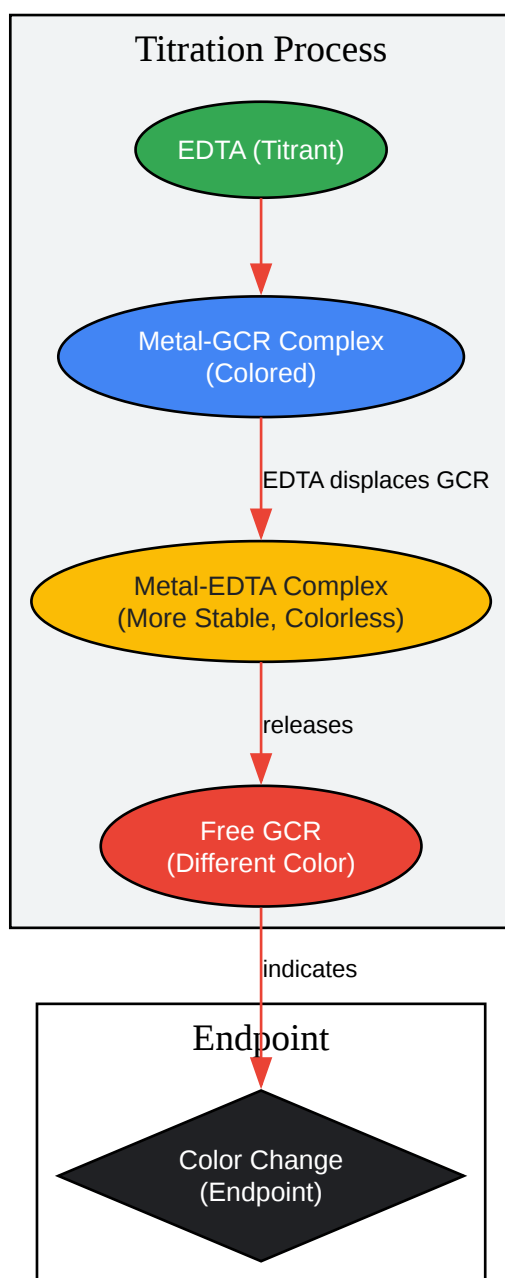 Titration Process
EDTA (Titrant)
Metal-GCR Complex
(Colored)
EDTA displaces GCR
Metal-EDTA Complex
(More Stable, Colorless)
releases
Free GCR
(Different Color)
indicates
Endpoint
Color Change
(Endpoint)